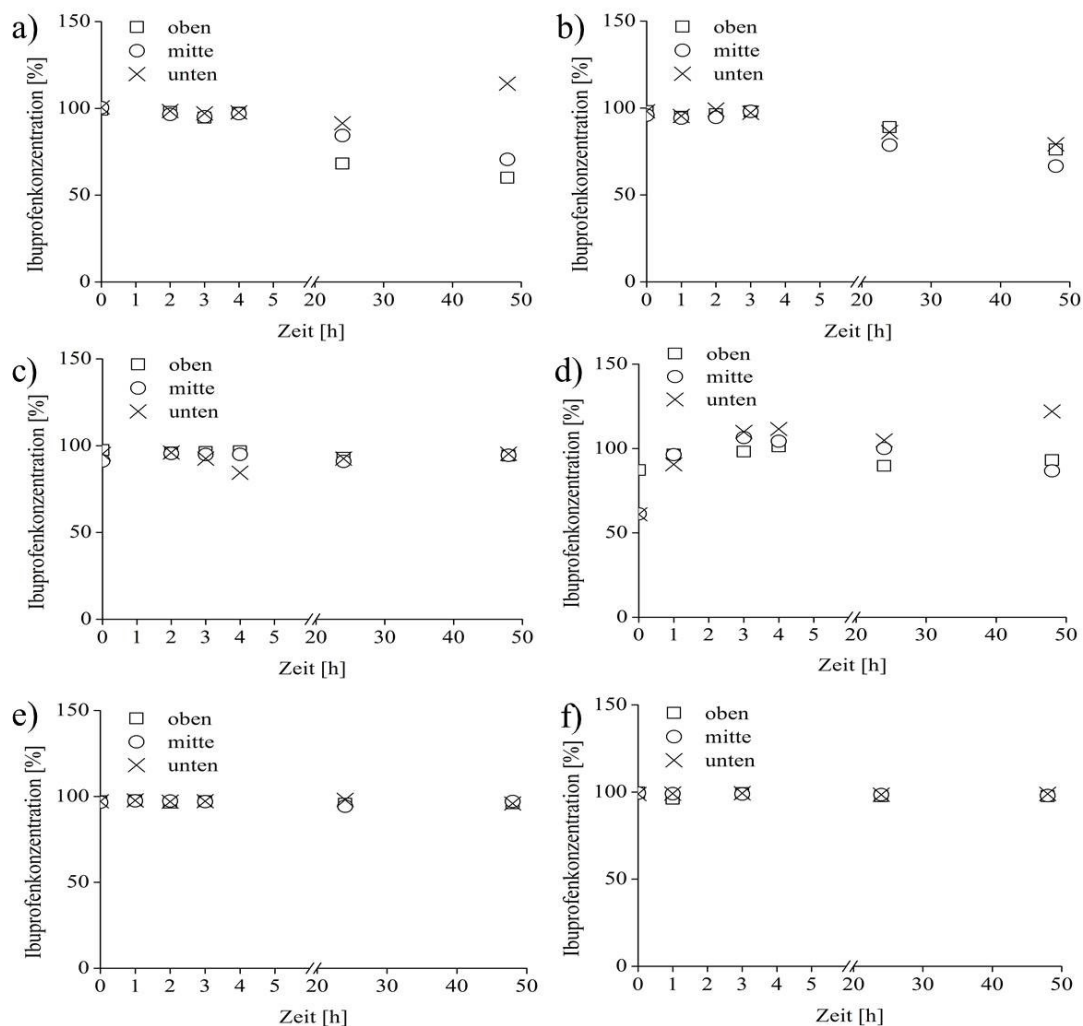 a)
Ibuprofenkonzentration [%]
150
100
50
0
oben
mitte
unten
0 1 2 3 4 5 20 30 40 50
Zeit [h]
b)
Ibuprofenkonzentration [%]
150
100
50
0
oben
mitte
unten
0 1 2 3 4 5 20 30 40 50
Zeit [h]
c)
Ibuprofenkonzentration [%]
150
100
50
0
oben
mitte
unten
0 1 2 3 4 5 20 30 40 50
Zeit [h]
d)
Ibuprofenkonzentration [%]
150
100
50
0
oben
mitte
unten
0 1 2 3 4 5 20 30 40 50
Zeit [h]
e)
Ibuprofenkonzentration [%]
150
100
50
0
oben
mitte
unten
0 1 2 3 4 5 20 30 40 50
Zeit [h]
f)
Ibuprofenkonzentration [%]
150
100
50
0
oben
mitte
unten
0 1 2 3 4 5 20 30 40 50
Zeit [h]